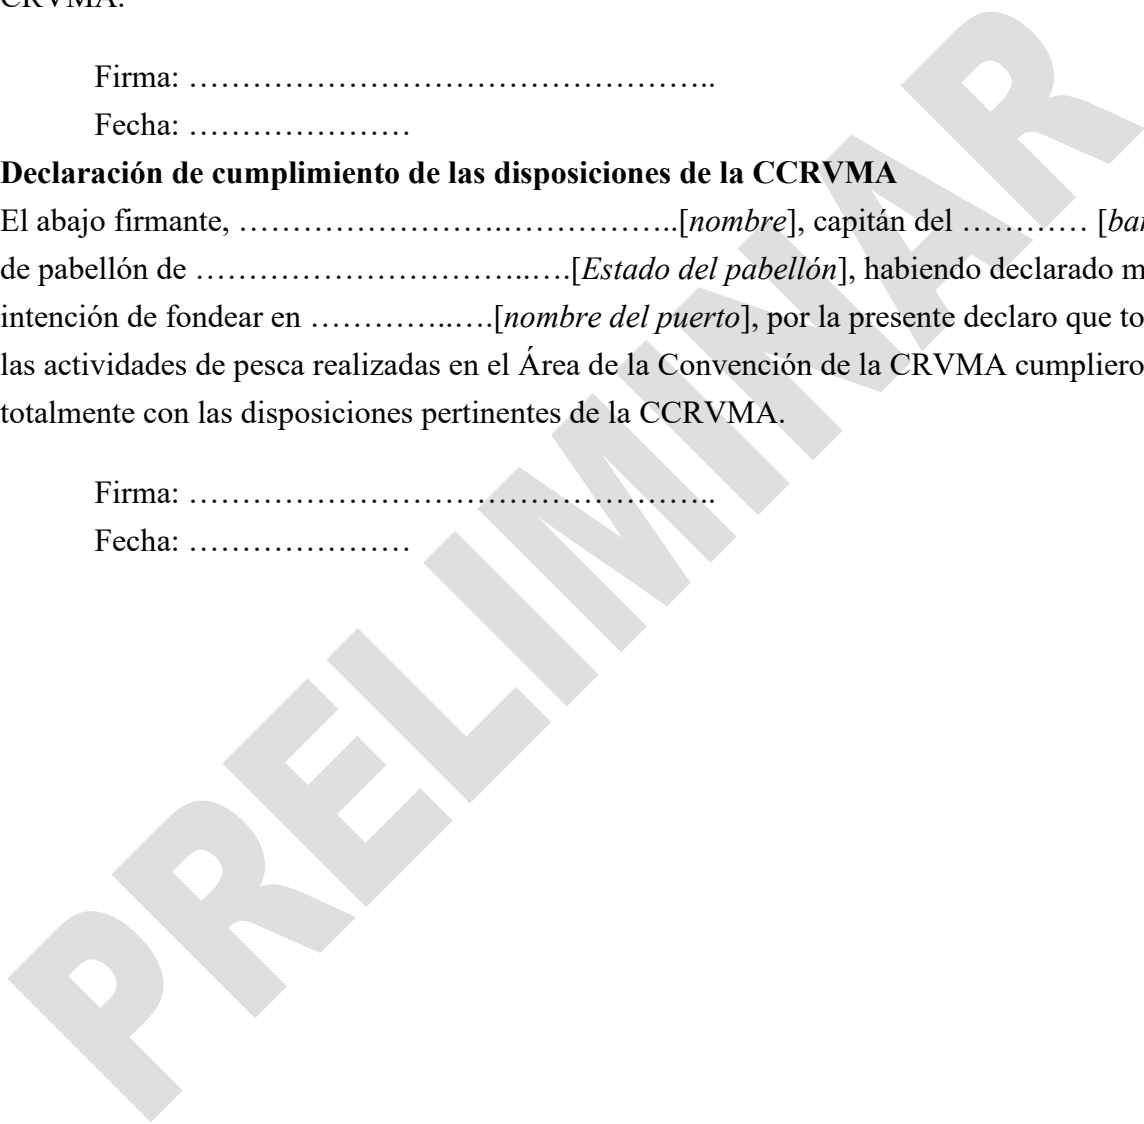 CRVMA.
Firma: …………………………………………..
Fecha: …………………
Declaración de cumplimiento de las disposiciones de la CCRVMA
El abajo firmante, …………………….……………..[nombre], capitán del ………… [bar
de pabellón de …………………………..….[Estado del pabellón], habiendo declarado m
intención de fondear en …………..….[nombre del puerto], por la presente declaro que to
las actividades de pesca realizadas en el Área de la Convención de la CRVMA cumpliero
totalmente con las disposiciones pertinentes de la CCRVMA.
Firma: …………………………………………..
Fecha: …………………
PRELIMINAR